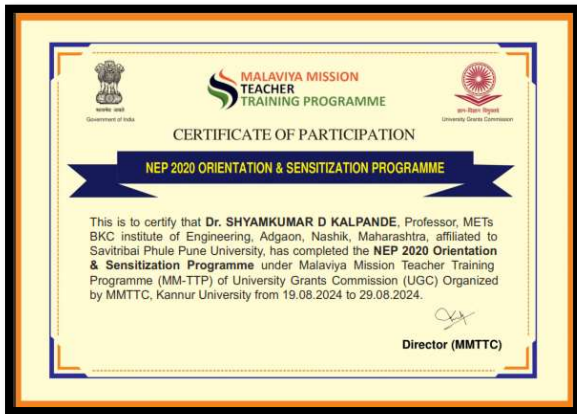 MALAVIYA MISSION
TEACHER
TRAINING PROGRAMME
सत्यमेव जयते
Government of India
ज्ञान-विज्ञान विमुक्तये
University Grants Commission
CERTIFICATE OF PARTICIPATION
NEP 2020 ORIENTATION & SENSITIZATION PROGRAMME
This is to certify that Dr. SHYAMKUMAR D KALPANDE, Professor, METs
BKC institute of Engineering, Adgaon, Nashik, Maharashtra, affiliated to
Savitribai Phule Pune University, has completed the NEP 2020 Orientation
& Sensitization Programme under Malaviya Mission Teacher Training
Programme (MM-TTP) of University Grants Commission (UGC) Organized
by MMTTC, Kannur University from 19.08.2024 to 29.08.2024.
Director (MMTTC)